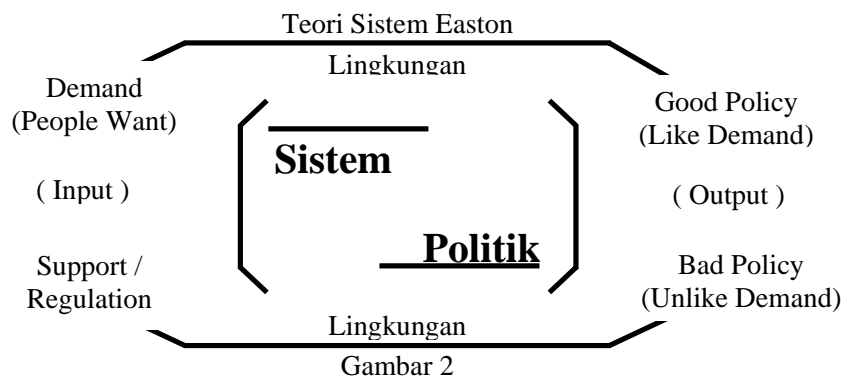 Teori Sistem Easton
Lingkungan
Demand
(People Want)
( Input )
Support /
Regulation
Sistem
Politik
Good Policy
(Like Demand)
( Output )
Bad Policy
(Unlike Demand)
Lingkungan
Gambar 2